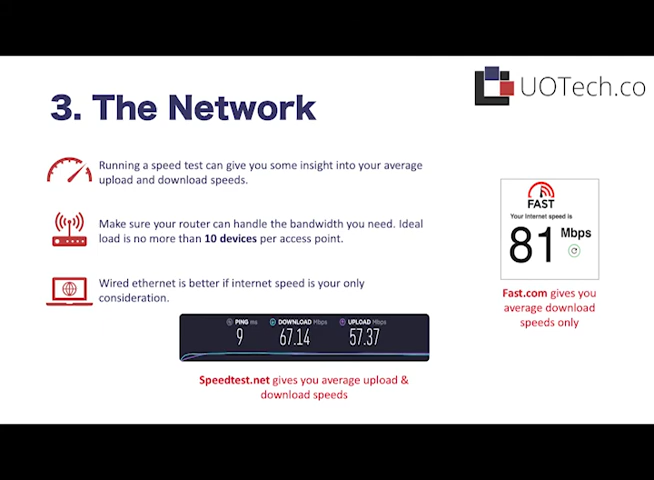 3. The Network
UOTech.co
Running a speed test can give you some insight into your average
upload and download speeds.
Make sure your router can handle the bandwidth you need. Ideal
load is no more than 10 devices per access point.
Wired ethernet is better if internet speed is your only
consideration.
PING ms DOWNLOAD Mbps UPLOAD Mbps
9 67.14 57.37
Speedtest.net gives you average upload &
download speeds
FAST
Your Internet speed is
81 Mbps
Fast.com gives you
average download
speeds only